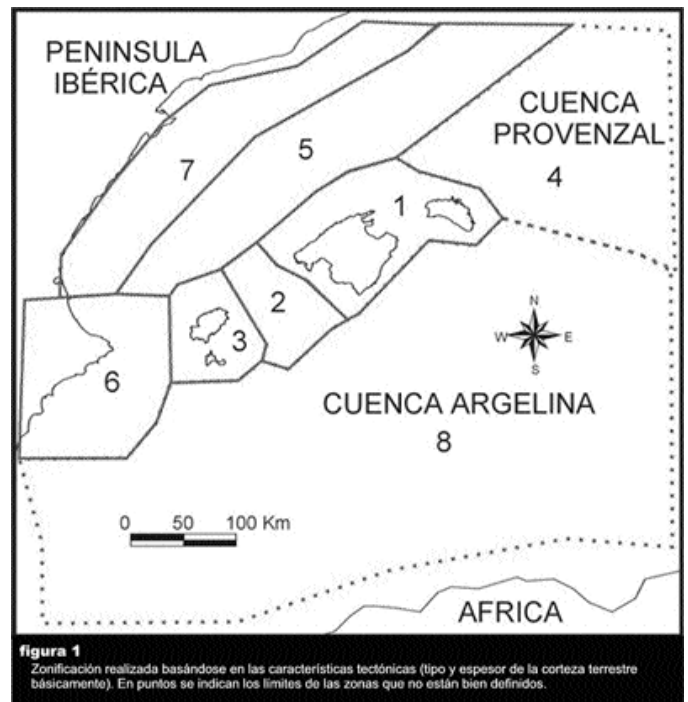 PENINSULA
IBÉRICA
CUENCA
PROVENZAL
4
7
5
1
2
3
6
N
W E
S
CUENCA ARGELINA
8
0 50 100 Km
AFRICA
figura 1
Zonificación realizada basándose en las características tectónicas (tipo y espesor de la corteza terrestre
básicamente). En puntos se indican los límites de las zonas que no están bien definidos.